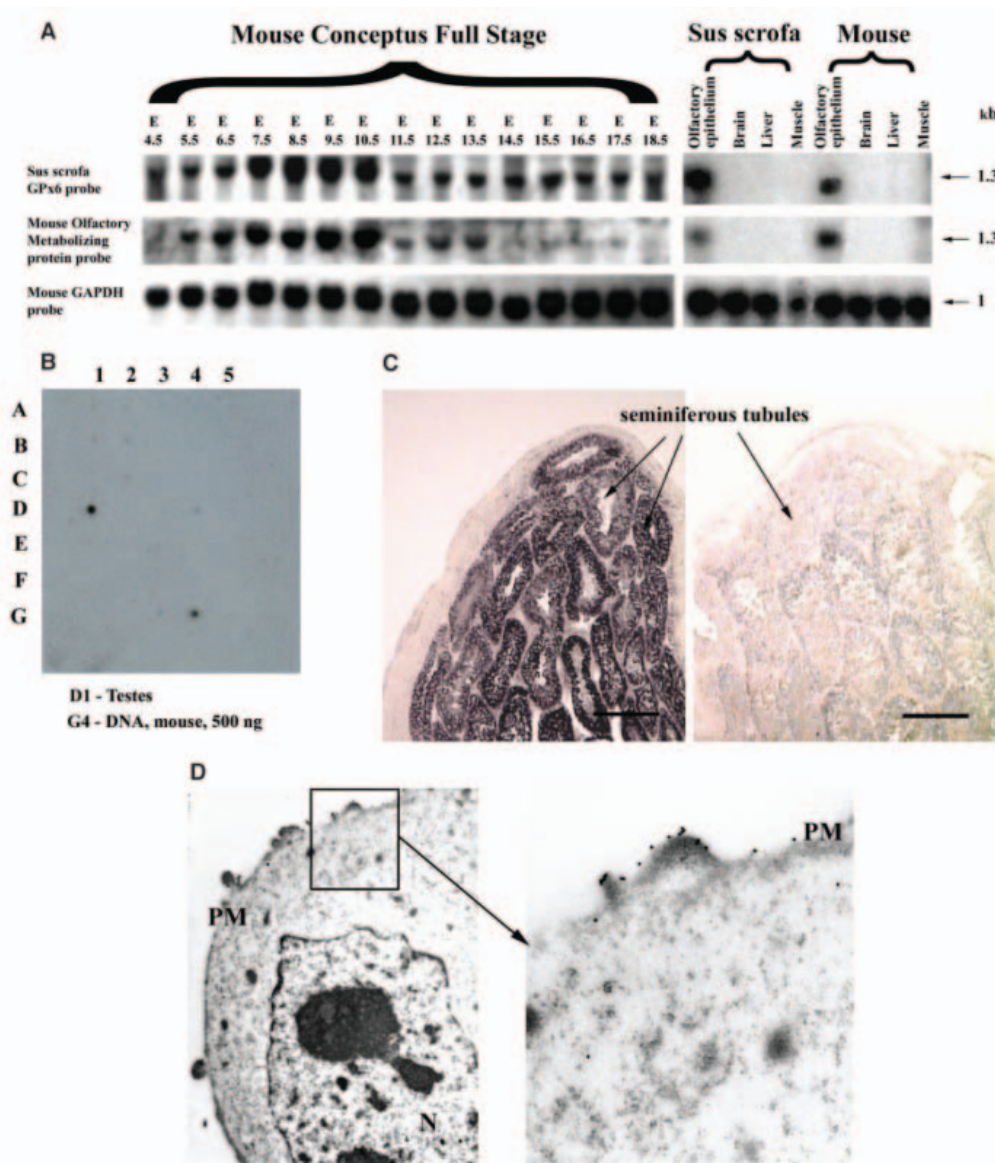 A
Mouse Conceptus Full Stage
Sus scrofa
Mouse
Olfactory epithelium
Brain
Liver
Muscle
Olfactory epithelium
Brain
Liver
Muscle
E E E E E E E E E E E E E E E
4.5 5.5 6.5 7.5 8.5 9.5 10.5 11.5 12.5 13.5 14.5 15.5 16.5 17.5 18.5
Sus scrofa
GPx6 probe
1.3
Mouse Olfactory
Metabolizing
protein probe
1.3
Mouse GAPDH
probe
1
B
1 2 3 4 5
A
B
C
D
E
F
G
D1 - Testes
G4 - DNA, mouse, 500 ng
C
seminiferous tubules
D
PM
N
PM